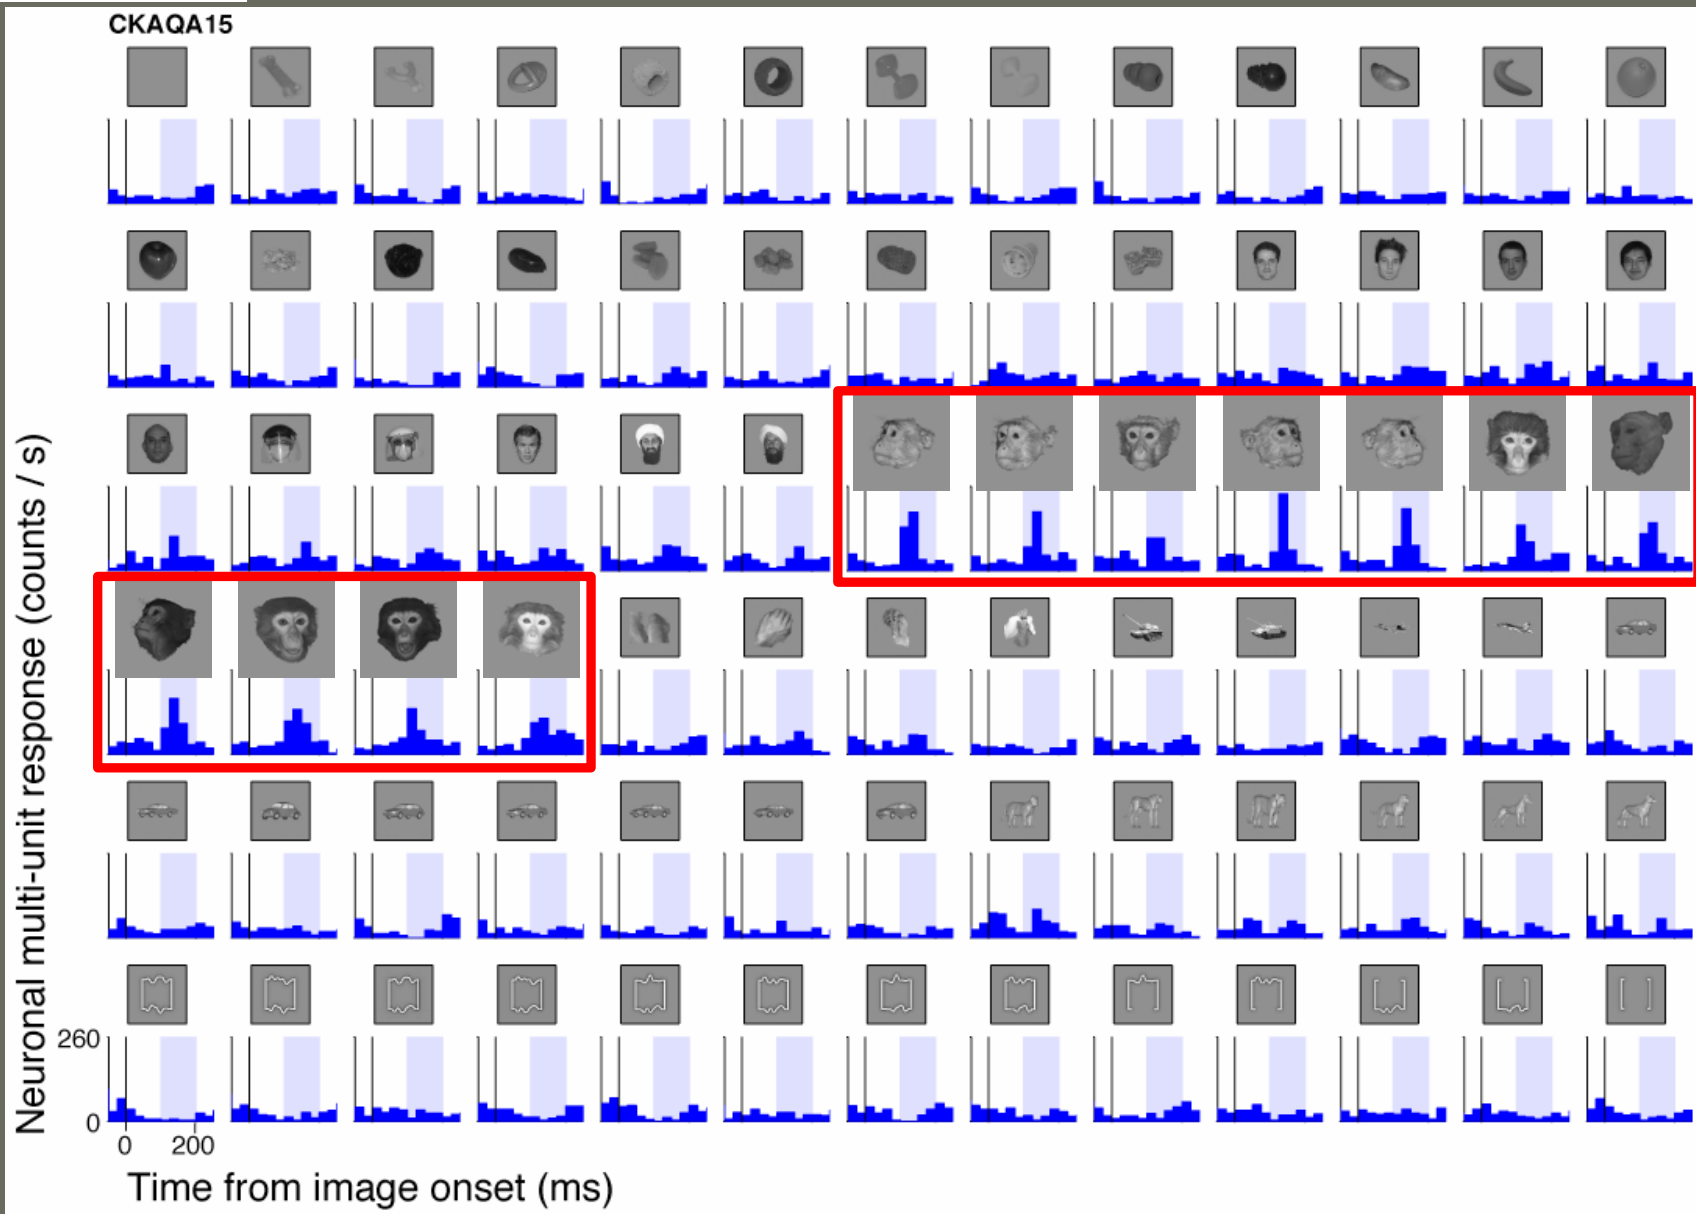 CKAQA15
Neuronal multi-unit response (counts / s)
260
0
0 200
Time from image onset (ms)